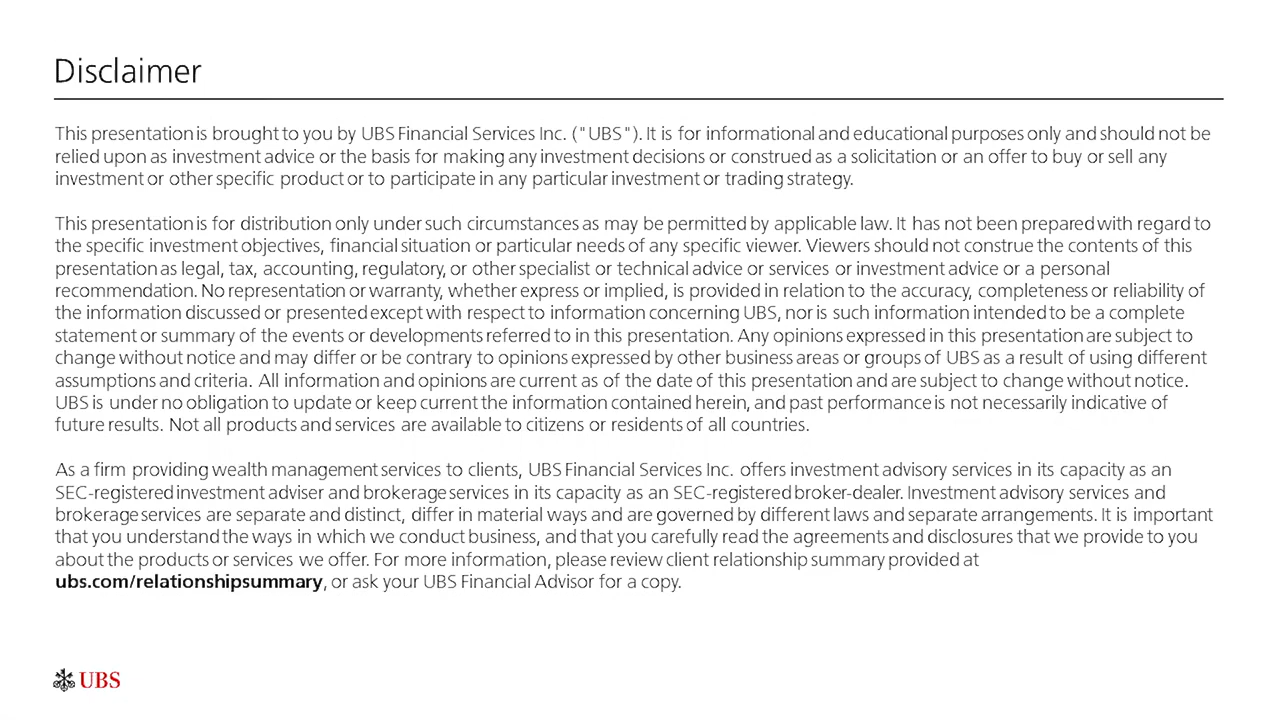 Disclaimer
This presentation is brought to you by UBS Financial Services Inc. ("UBS"). It is for informational and educational purposes only and should not be
relied upon as investment advice or the basis for making any investment decisions or construed as a solicitation or an offer to buy or sell any
investment or other specific product or to participate in any particular investment or trading strategy.
This presentation is for distribution only under such circumstances as may be permitted by applicable law. It has not been prepared with regard to
the specific investment objectives, financial situation or particular needs of any specific viewer. Viewers should not construe the contents of this
presentation as legal, tax, accounting, regulatory, or other specialist or technical advice or services or investment advice or a personal
recommendation. No representation or warranty, whether express or implied, is provided in relation to the accuracy, completeness or reliability of
the information discussed or presented except with respect to information concerning UBS, nor is such information intended to be a complete
statement or summary of the events or developments referred to in this presentation. Any opinions expressed in this presentation are subject to
change without notice and may differ or be contrary to opinions expressed by other business areas or groups of UBS as a result of using different
assumptions and criteria. All information and opinions are current as of the date of this presentation and are subject to change without notice.
UBS is under no obligation to update or keep current the information contained herein, and past performance is not necessarily indicative of
future results. Not all products and services are available to citizens or residents of all countries.
As a firm providing wealth management services to clients, UBS Financial Services Inc. offers investment advisory services in its capacity as an
SEC-registered investment adviser and brokerage services in its capacity as an SEC-registered broker-dealer. Investment advisory services and
brokerage services are separate and distinct, differ in material ways and are governed by different laws and separate arrangements. It is important
that you understand the ways in which we conduct business, and that you carefully read the agreements and disclosures that we provide to you
about the products or services we offer. For more information, please review client relationship summary provided at
ubs.com/relationshipsummary, or ask your UBS Financial Advisor for a copy.
UBS